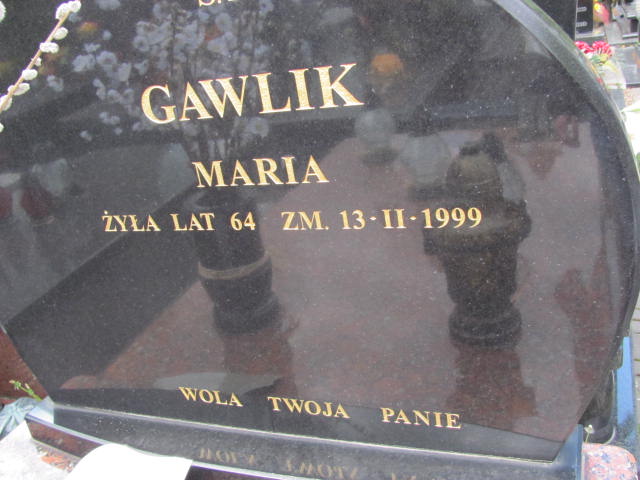 GAWLIK
MARIA
ŻYŁA LAT 64 ZM. 13·II·1999
WOLA TWOJA PANIE